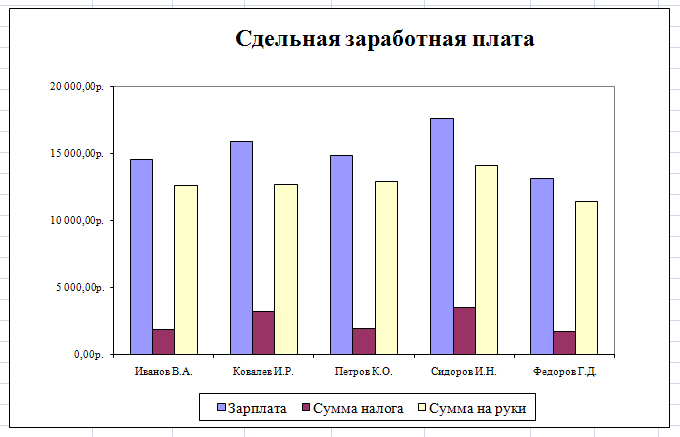 Сдельная заработная плата
20 000,00р.
15 000,00р.
10 000,00р.
5 000,00р.
0,00р.
Иванов В.А. Ковалев И.Р. Петров К.О. Сидоров И.Н. Федоров Г.Д.
Зарплата Сумма налога Сумма на руки